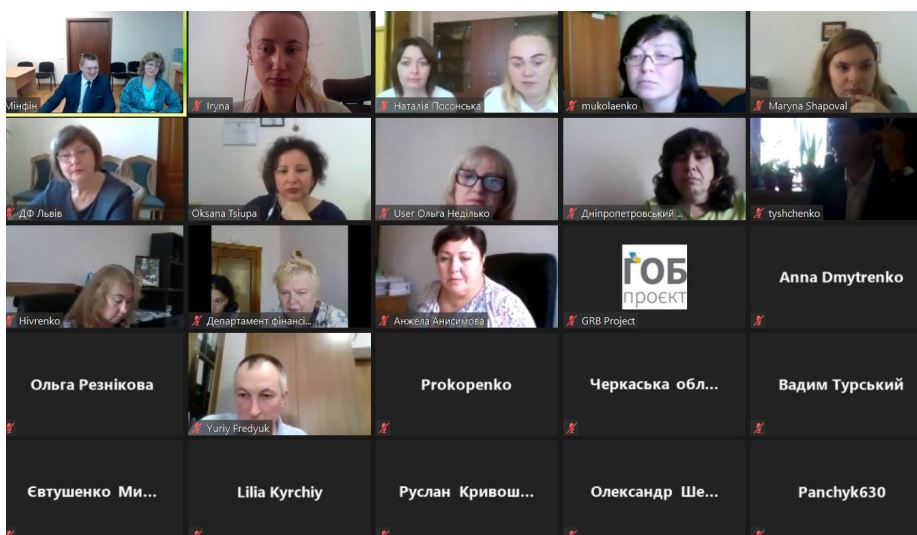 Мінфін
Iryna
Наталія Посонська
mukolaenko
Maryna Shapoval
ДФ Львів
Oksana Tsiupa
User Ольга Неділько
Дніпропетровський ...
tyshchenko
Hivrenko
Департамент фінансі...
Анжела Анисимова
ГОБ
проєкт
GRB Project
Anna Dmytrenko
Ольга Резнікова
Yuriy Fredyuk
Prokopenko
Черкаська обл...
Вадим Турський
Євтушенко Ми...
Lilia Kyrchiy
Руслан Кривош...
Олександр Ше...
Panchyk630